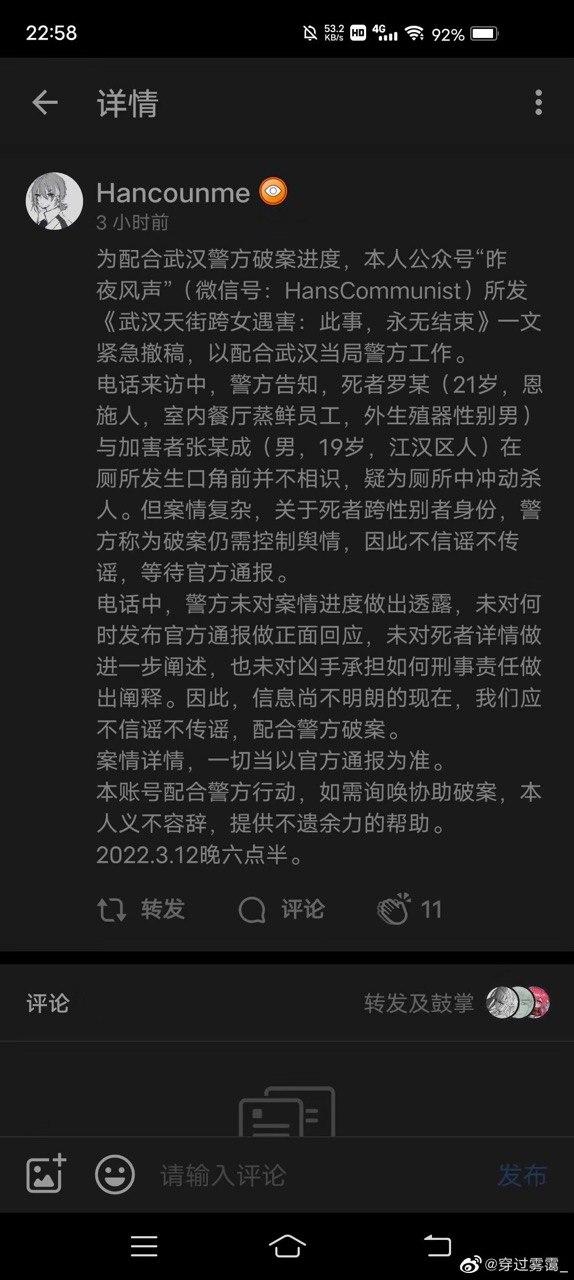 22:58
53.2
KB/s
HD
4G
92%
详情
Hancounme
3 小时前
为配合武汉警方破案进度，本人公众号“昨
夜风声”（微信号：HansCommunist）所发
《武汉天街跨女遇害：此事，永无结束》一文
紧急撤稿，以配合武汉当局警方工作。
电话来访中，警方告知，死者罗某（21岁，恩
施人，室内餐厅蒸鲜员工，外生殖器性别男）
与加害者张某成（男，19岁，江汉区人）在
厕所发生口角前并不相识，疑为厕所中冲动杀
人。但案情复杂，关于死者跨性别者身份，警
方称为破案仍需控制舆情，因此不信谣不传
谣，等待官方通报。
电话中，警方未对案情进度做出透露，未对何
时发布官方通报做正面回应，未对死者详情做
进一步阐述，也未对凶手承担如何刑事责任做
出阐释。因此，信息尚不明朗的现在，我们应
不信谣不传谣，配合警方破案。
案情详情，一切当以官方通报为准。
本账号配合警方行动，如需询唤协助破案，本
人义不容辞，提供不遗余力的帮助。
2022.3.12晚六点半。
转发
评论
11
评论
转发及鼓掌
请输入评论
发布
@穿过雾霭_